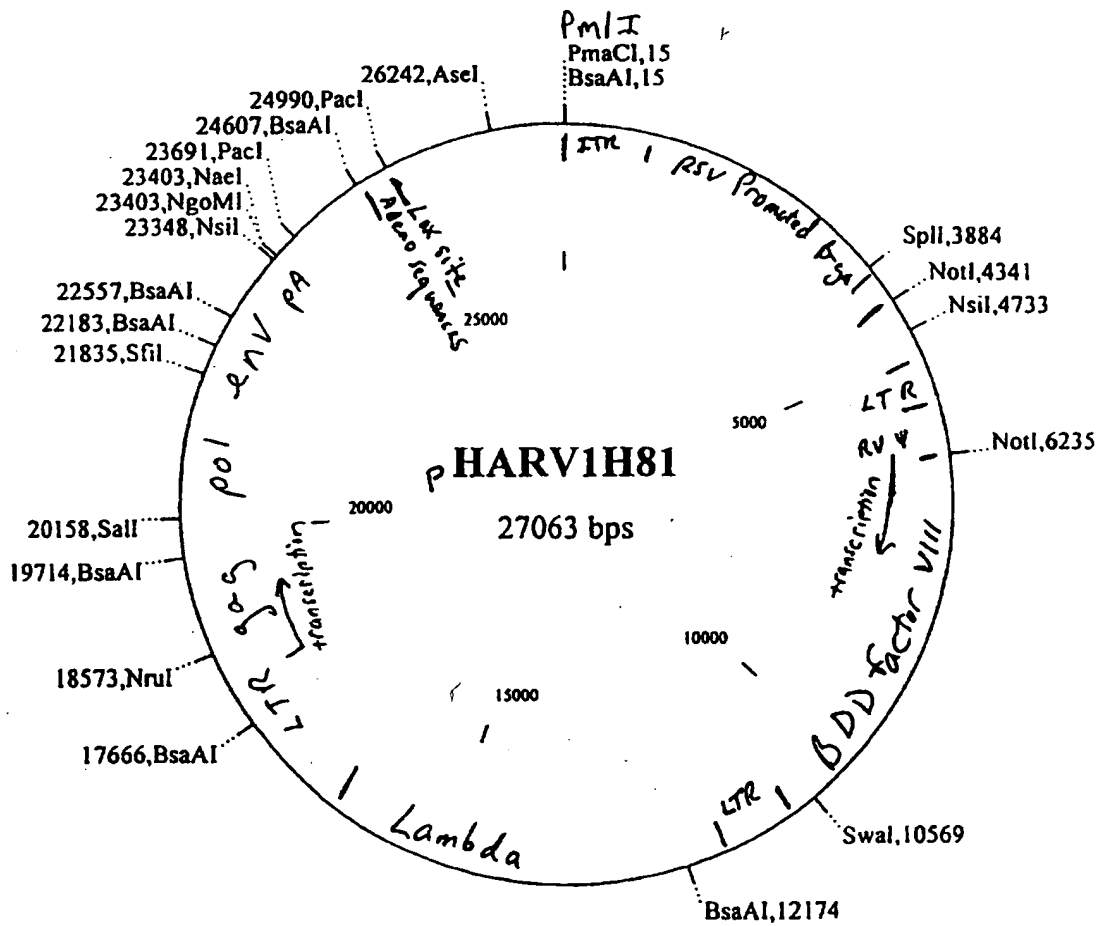 PmlI
PmaCI,15
BsaAI,15
26242,AseI
24990,PacI
24607,BsaAI
23691,PacI
23403,NaeI
23403,NgoMI
23348,NsiI
22557,BsaAI
22183,BsaAI
21835,SfiI
20158,SalI
19714,BsaAI
18573,NruI
17666,BsaAI
SplI,3884
NotI,4341
NsiI,4733
NotI,6235
SwaI,10569
BsaAI,12174
ITR
RSV Promoted
LTR
RV Ψ
transcription
BDD factor VIII
LTR
Lambda
LTR
gag
transcription
pol
env
pA
Adeno sequences
site
25000
5000
20000
10000
15000
pHARV1H81
27063 bps